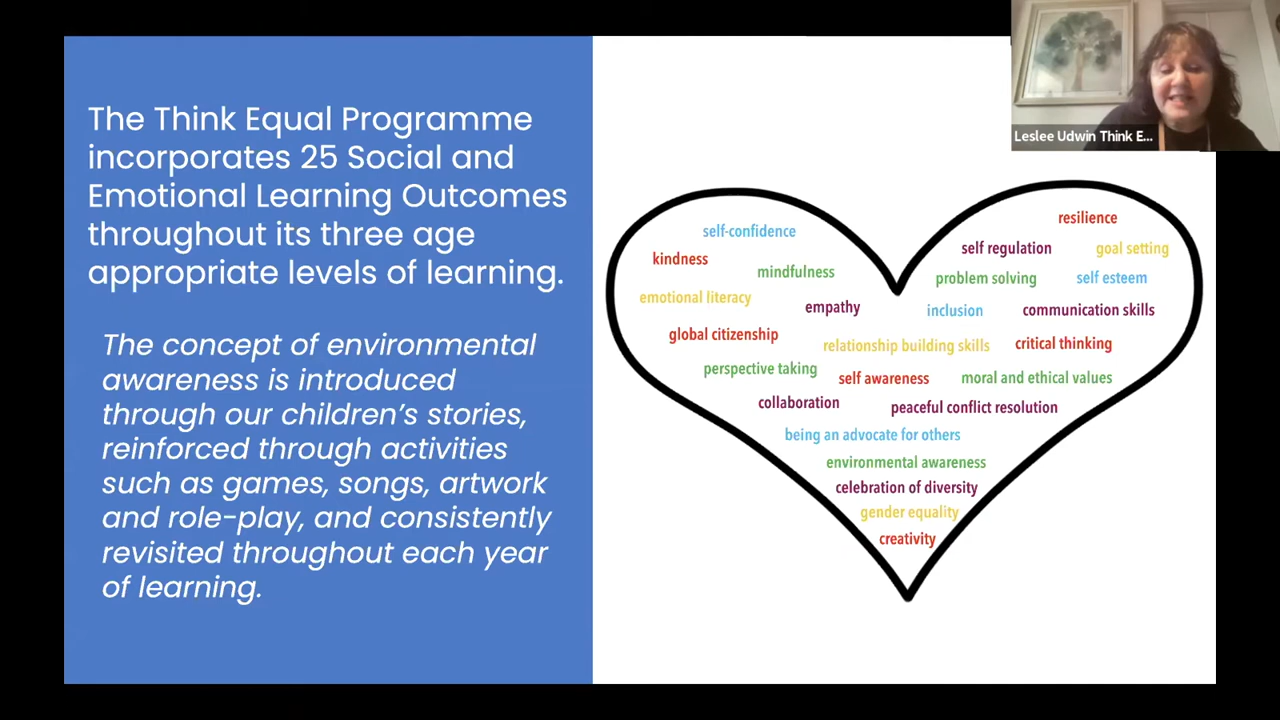 The Think Equal Programme
incorporates 25 Social and
Emotional Learning Outcomes
throughout its three age
appropriate levels of learning.
The concept of environmental
awareness is introduced
through our children's stories,
reinforced through activities
such as games, songs, artwork
and role-play, and consistently
revisited throughout each year
of learning.
Leslee Udwin Think E...
self-confidence
kindness
mindfulness
emotional literacy
empathy
global citizenship
perspective taking
collaboration
resilience
self regulation
goal setting
problem solving
self esteem
inclusion
communication skills
relationship building skills
critical thinking
self awareness
moral and ethical values
peaceful conflict resolution
being an advocate for others
environmental awareness
celebration of diversity
gender equality
creativity